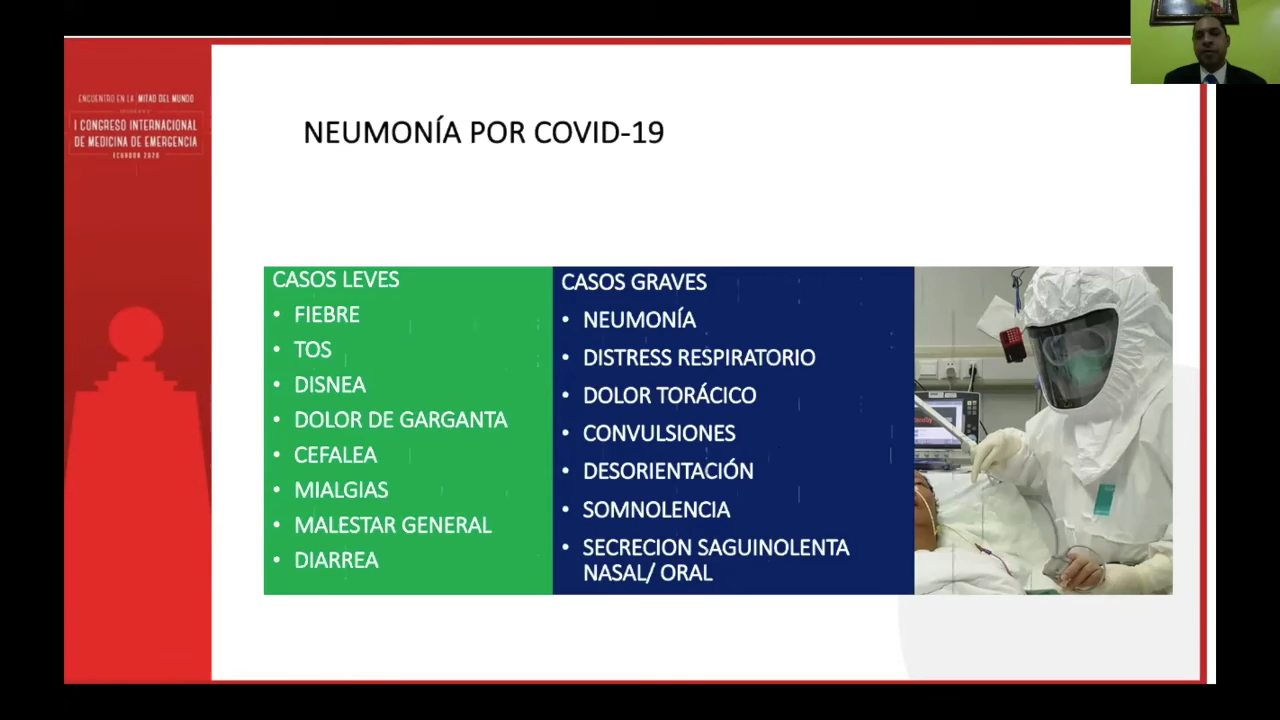 ENCUENTRO EN LA MITAD DEL MUNDO
I CONGRESO INTERNACIONAL
DE MEDICINA DE EMERGENCIA
ECUADOR 2020
NEUMONÍA POR COVID-19
CASOS LEVES
• FIEBRE
• TOS
• DISNEA
• DOLOR DE GARGANTA
• CEFALEA
• MIALGIAS
• MALESTAR GENERAL
• DIARREA
CASOS GRAVES
• NEUMONÍA
• DISTRESS RESPIRATORIO
• DOLOR TORÁCICO
• CONVULSIONES
• DESORIENTACIÓN
• SOMNOLENCIA
• SECRECION SAGUINOLENTA
NASAL/ ORAL